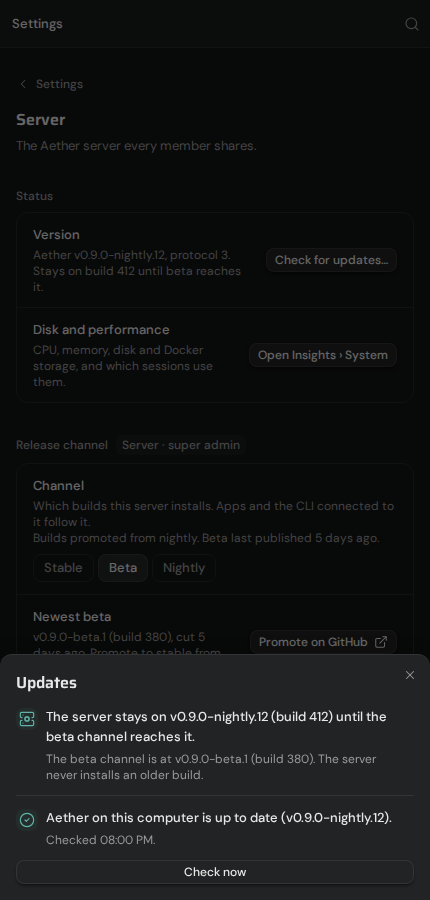 Settings
Settings
Server
The Aether server every member shares.
Status
Version
Aether v0.9.0-nightly.12, protocol 3.
Stays on build 412 until beta reaches
it.
Check for updates...
Disk and performance
CPU, memory, disk and Docker
storage, and which sessions use
them.
Open Insights › System
Release channel
Server · super admin
Channel
Which builds this server installs. Apps and the CLI connected to
it follow it.
Builds promoted from nightly. Beta last published 5 days ago.
Stable
Beta
Nightly
Newest beta
v0.9.0-beta.1 (build 380), cut 5
days ago. Promote to stable from
Promote on GitHub
Updates
The server stays on v0.9.0-nightly.12 (build 412) until the
beta channel reaches it.
The beta channel is at v0.9.0-beta.1 (build 380). The server
never installs an older build.
Aether on this computer is up to date (v0.9.0-nightly.12).
Checked 08:00 PM.
Check now